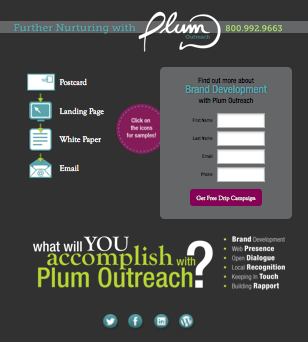 Further Nurturing with Plum Outreach 800.992.9663
Postcard
Landing Page
White Paper
Email
Click on
the icons
for samples!
Find out more about
Brand Development
with Plum Outreach
First Name
Last Name
Email
Phone
Get Free Drip Campaign
what will YOU
accomplish with
Plum Outreach?
• Brand Development
• Web Presence
• Open Dialogue
• Local Recognition
• Keeping In Touch
• Building Rapport